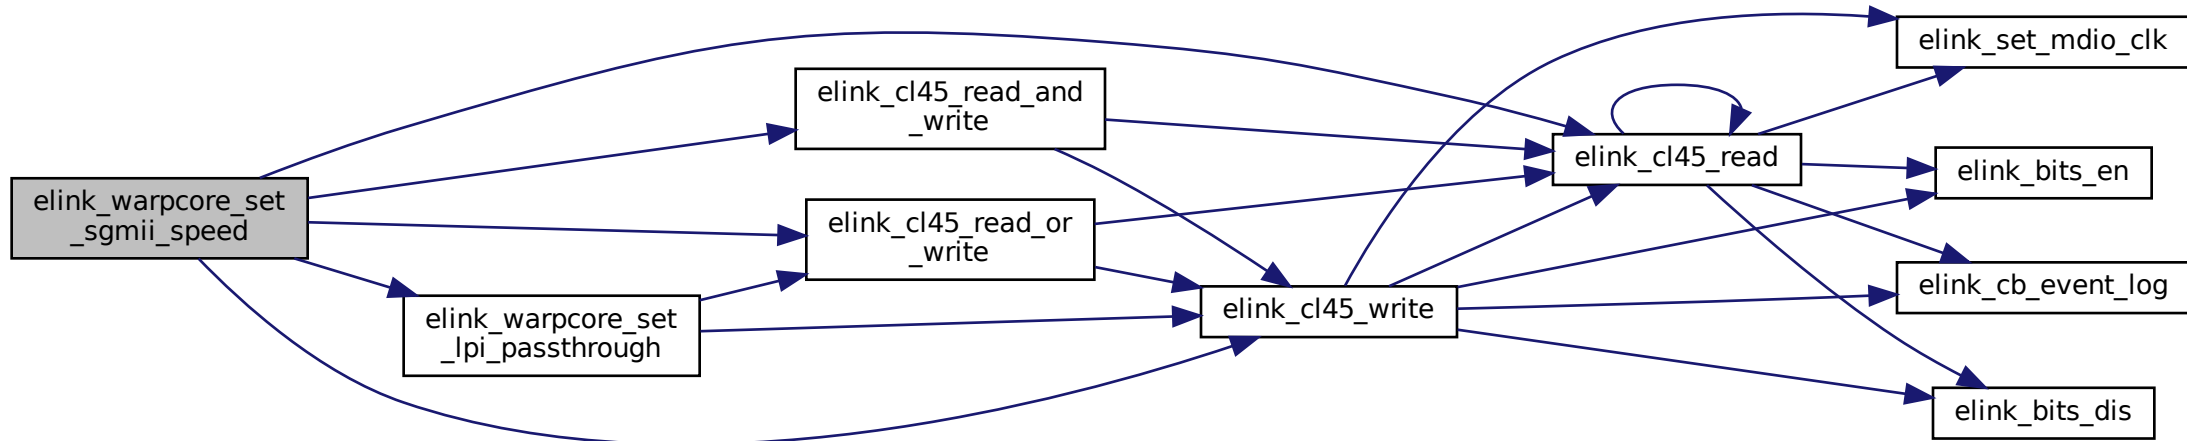 elink_warpcore_set
_sgmii_speed
elink_cl45_read_and
_write
elink_cl45_read_or
_write
elink_warpcore_set
_lpi_passthrough
elink_cl45_write
elink_cl45_read
elink_set_mdio_clk
elink_bits_en
elink_cb_event_log
elink_bits_dis